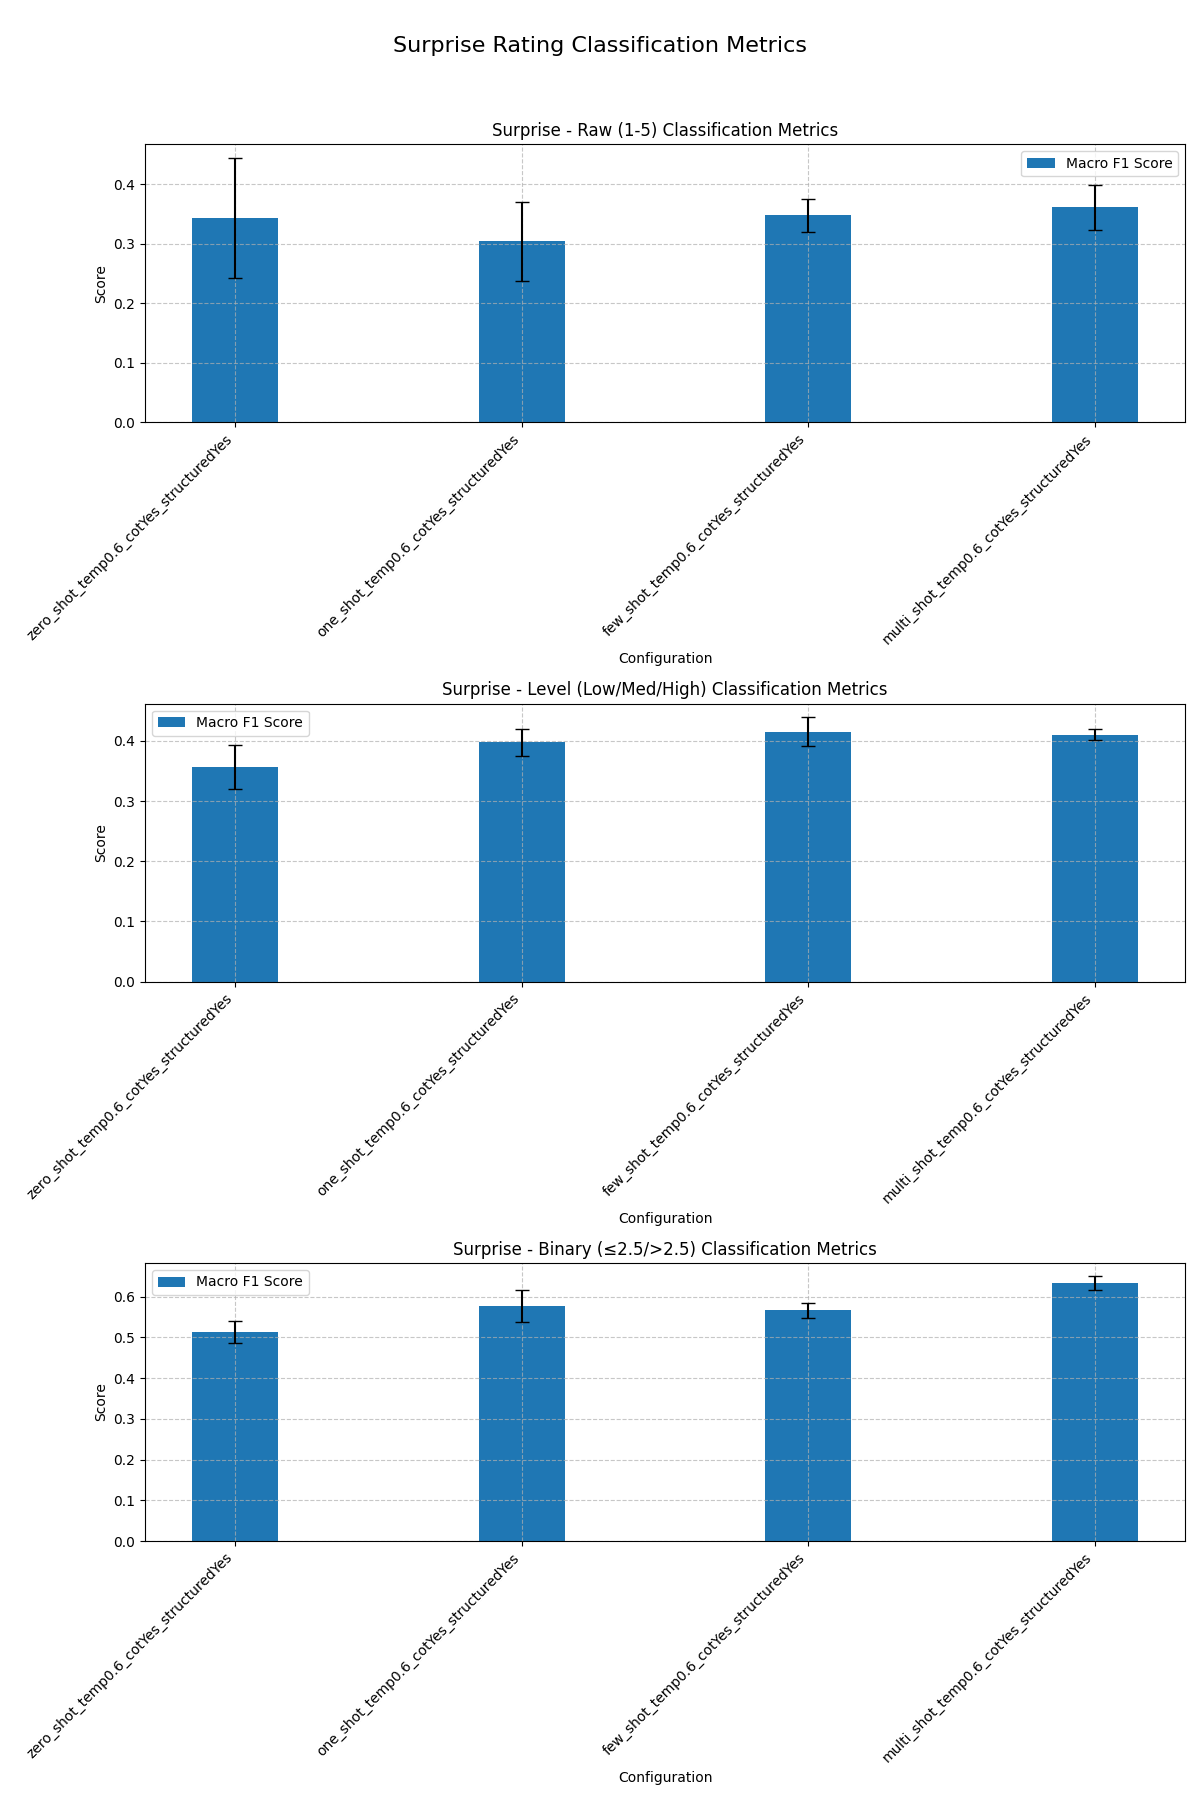 Surprise Rating Classification Metrics
Surprise - Raw (1-5) Classification Metrics
Macro F1 Score
Score
0.4
0.3
0.2
0.1
0.0
zero_shot_temp0.6_cotYes_structuredYes
one_shot_temp0.6_cotYes_structuredYes
few_shot_temp0.6_cotYes_structuredYes
multi_shot_temp0.6_cotYes_structuredYes
Configuration
Surprise - Level (Low/Med/High) Classification Metrics
Macro F1 Score
Score
0.4
0.3
0.2
0.1
0.0
zero_shot_temp0.6_cotYes_structuredYes
one_shot_temp0.6_cotYes_structuredYes
few_shot_temp0.6_cotYes_structuredYes
multi_shot_temp0.6_cotYes_structuredYes
Configuration
Surprise - Binary (≤2.5/>2.5) Classification Metrics
Macro F1 Score
Score
0.6
0.5
0.4
0.3
0.2
0.1
0.0
zero_shot_temp0.6_cotYes_structuredYes
one_shot_temp0.6_cotYes_structuredYes
few_shot_temp0.6_cotYes_structuredYes
multi_shot_temp0.6_cotYes_structuredYes
Configuration